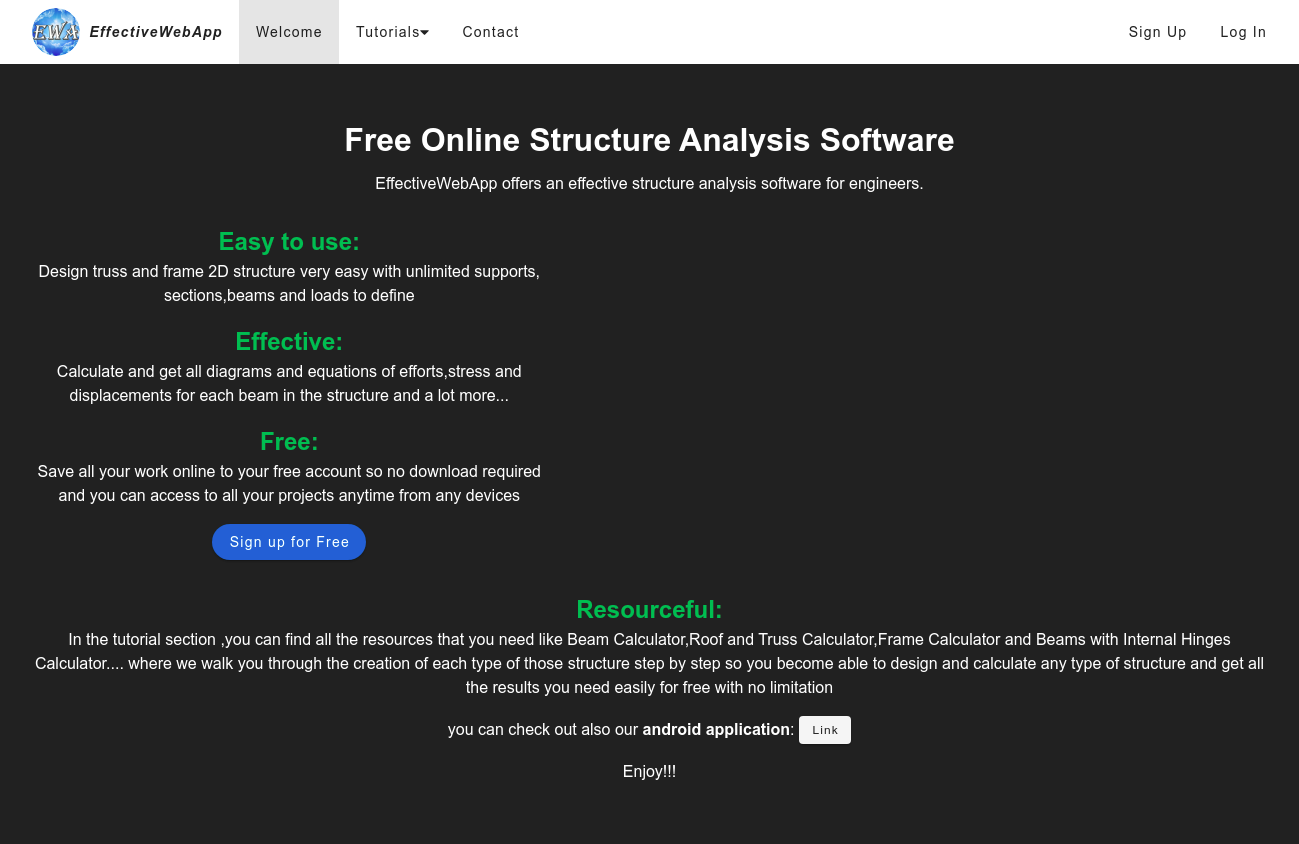 EWA EffectiveWebApp Welcome Tutorials Contact Sign Up Log In
Free Online Structure Analysis Software
EffectiveWebApp offers an effective structure analysis software for engineers.
Easy to use:
Design truss and frame 2D structure very easy with unlimited supports,
sections,beams and loads to define
Effective:
Calculate and get all diagrams and equations of efforts,stress and
displacements for each beam in the structure and a lot more...
Free:
Save all your work online to your free account so no download required
and you can access to all your projects anytime from any devices
Sign up for Free
Resourceful:
In the tutorial section ,you can find all the resources that you need like Beam Calculator,Roof and Truss Calculator,Frame Calculator and Beams with Internal Hinges
Calculator.... where we walk you through the creation of each type of those structure step by step so you become able to design and calculate any type of structure and get all
the results you need easily for free with no limitation
you can check out also our android application: Link
Enjoy!!!